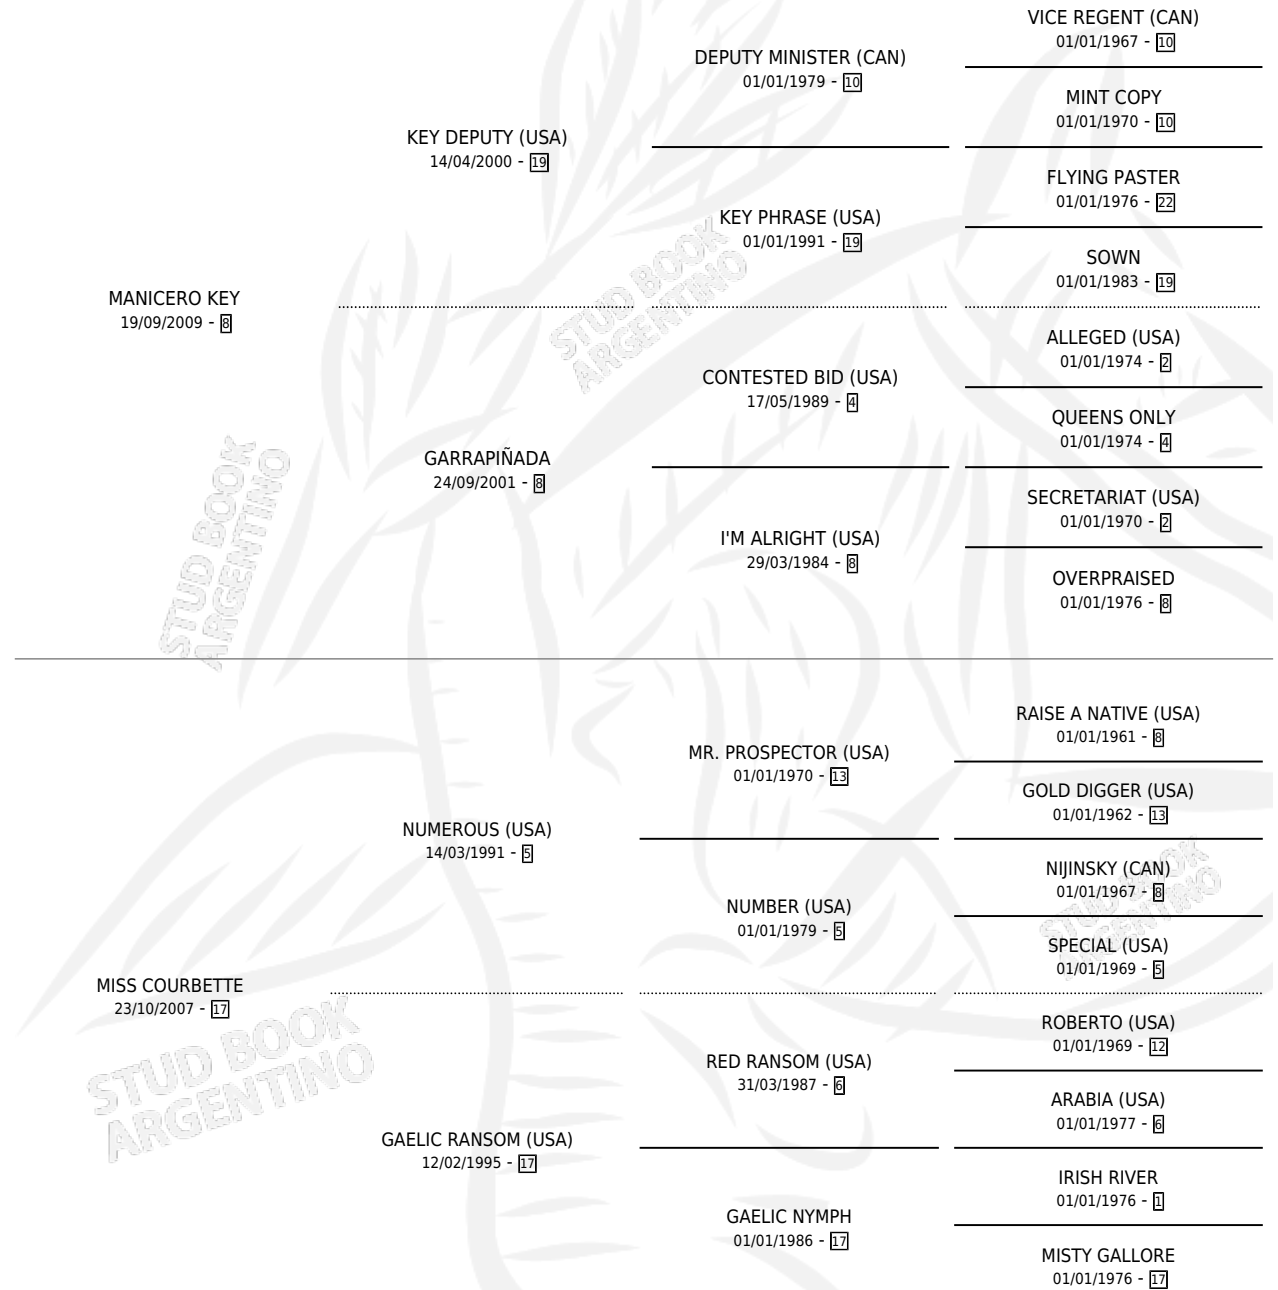 VICE REGENT (CAN)
01/01/1967 - 10
DEPUTY MINISTER (CAN)
01/01/1979 - 10
MINT COPY
01/01/1970 - 10
KEY DEPUTY (USA)
14/04/2000 - 19
FLYING PASTER
01/01/1976 - 22
KEY PHRASE (USA)
01/01/1991 - 19
SOWN
01/01/1983 - 19
MANICERO KEY
19/09/2009 - 8
ALLEGED (USA)
01/01/1974 - 2
CONTESTED BID (USA)
17/05/1989 - 4
QUEENS ONLY
01/01/1974 - 4
GARRAPIÑADA
24/09/2001 - 8
SECRETARIAT (USA)
01/01/1970 - 2
I'M ALRIGHT (USA)
29/03/1984 - 8
OVERPRAISED
01/01/1976 - 8
RAISE A NATIVE (USA)
01/01/1961 - 8
MR. PROSPECTOR (USA)
01/01/1970 - 13
GOLD DIGGER (USA)
01/01/1962 - 13
NUMEROUS (USA)
14/03/1991 - 5
NIJINSKY (CAN)
01/01/1967 - 8
NUMBER (USA)
01/01/1979 - 5
SPECIAL (USA)
01/01/1969 - 5
MISS COURBETTE
23/10/2007 - 17
ROBERTO (USA)
01/01/1969 - 12
RED RANSOM (USA)
31/03/1987 - 6
ARABIA (USA)
01/01/1977 - 6
GAELIC RANSOM (USA)
12/02/1995 - 17
IRISH RIVER
01/01/1976 - 1
GAELIC NYMPH
01/01/1986 - 17
MISTY GALLORE
01/01/1976 - 17
STUD BOOK
ARGENTINO
STUD BOOK
ARGENTINO
STUD BOOK
ARGENTINO
STUD BOOK
ARGENTINO